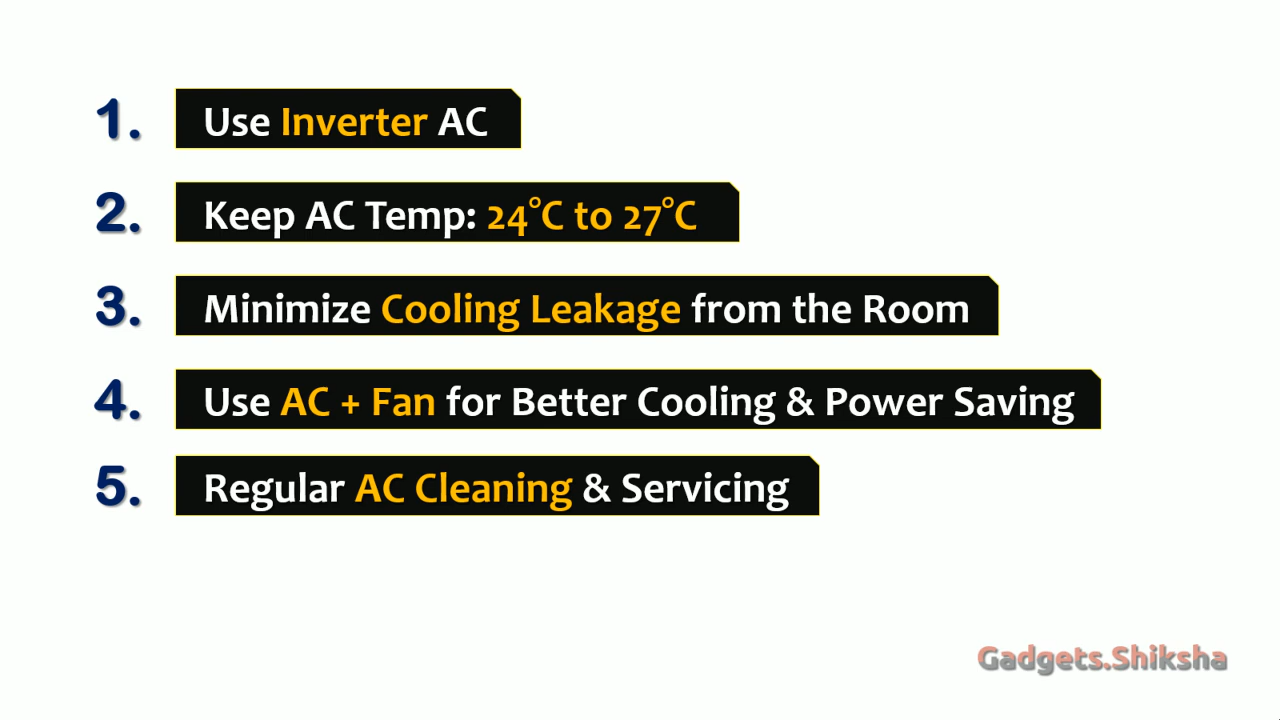 1. Use Inverter AC
2. Keep AC Temp: 24°C to 27°C
3. Minimize Cooling Leakage from the Room
4. Use AC + Fan for Better Cooling & Power Saving
5. Regular AC Cleaning & Servicing
Gadgets.Shiksha